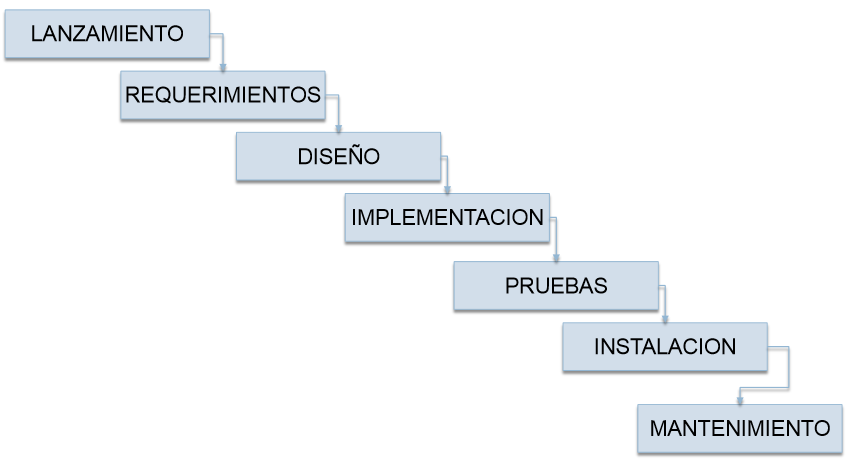 LANZAMIENTO
REQUERIMIENTOS
DISEÑO
IMPLEMENTACION
PRUEBAS
INSTALACION
MANTENIMIENTO